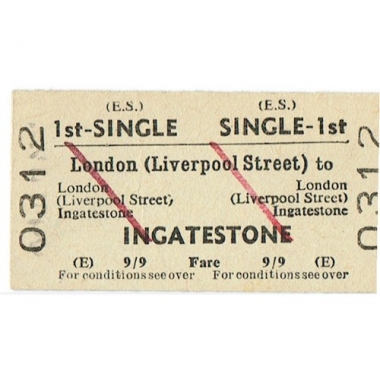 (E.S.) (E.S.)
1st-SINGLE SINGLE-1st
London (Liverpool Street) to
London London
(Liverpool Street) (Liverpool Street)
Ingatestone Ingatestone
INGATESTONE
(E) 9/9 Fare 9/9 (E)
For conditions see over For conditions see over
0312
0312